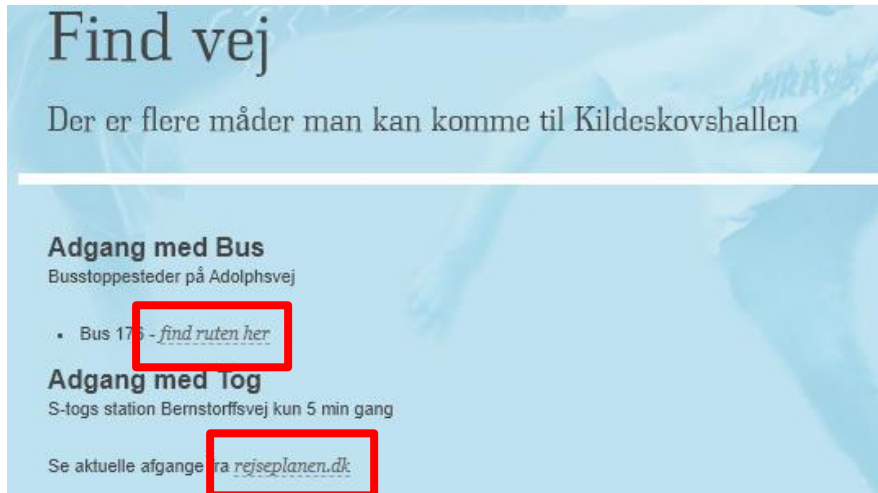 Find vej
Der er flere måder man kan komme til Kildeskovshallen
Adgang med Bus
Busstoppesteder på Adolphsvej
• Bus 176 - find ruten her
Adgang med Tog
S-togs station Bernstorffsvej kun 5 min gang
Se aktuelle afgange fra rejseplanen.dk